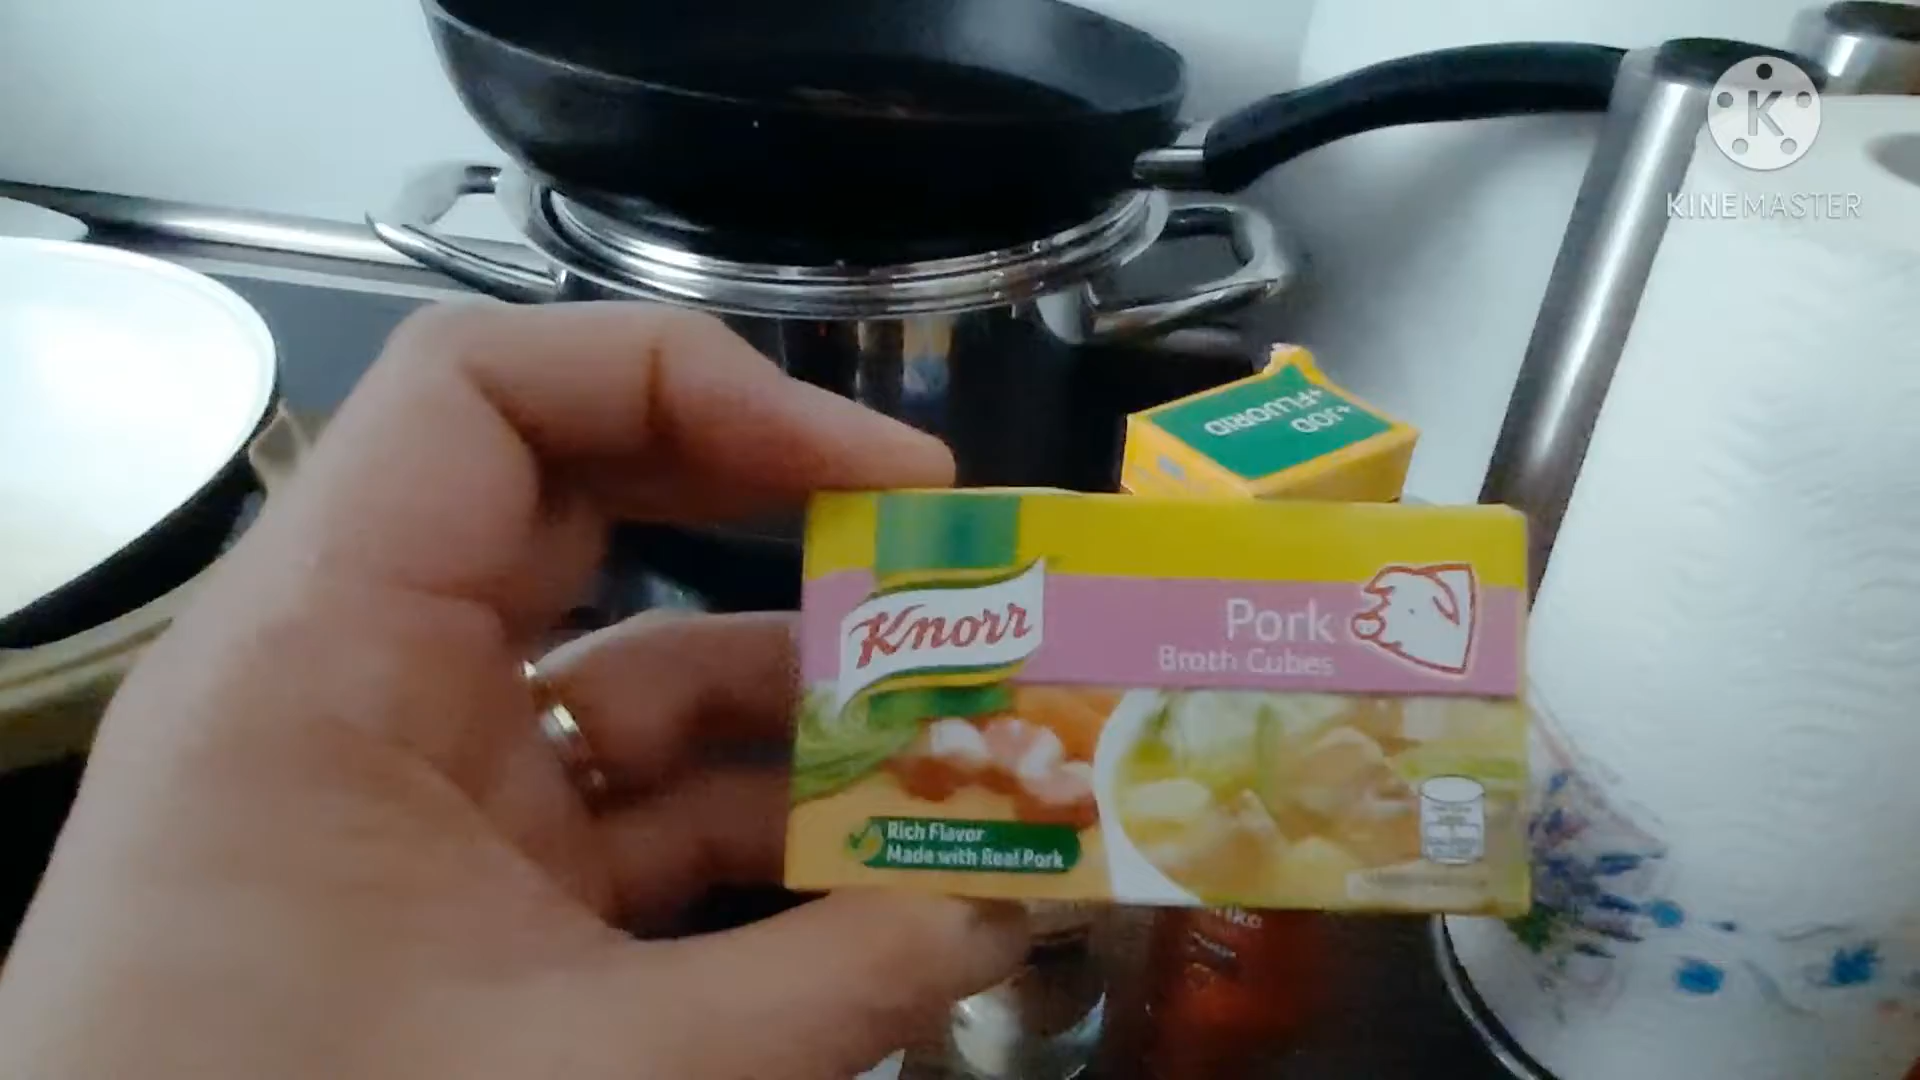 K
KINEMASTER
+JOD
+FLUORID
Knorr
Pork
Broth Cubes
Rich Flavor
Made with Real Pork